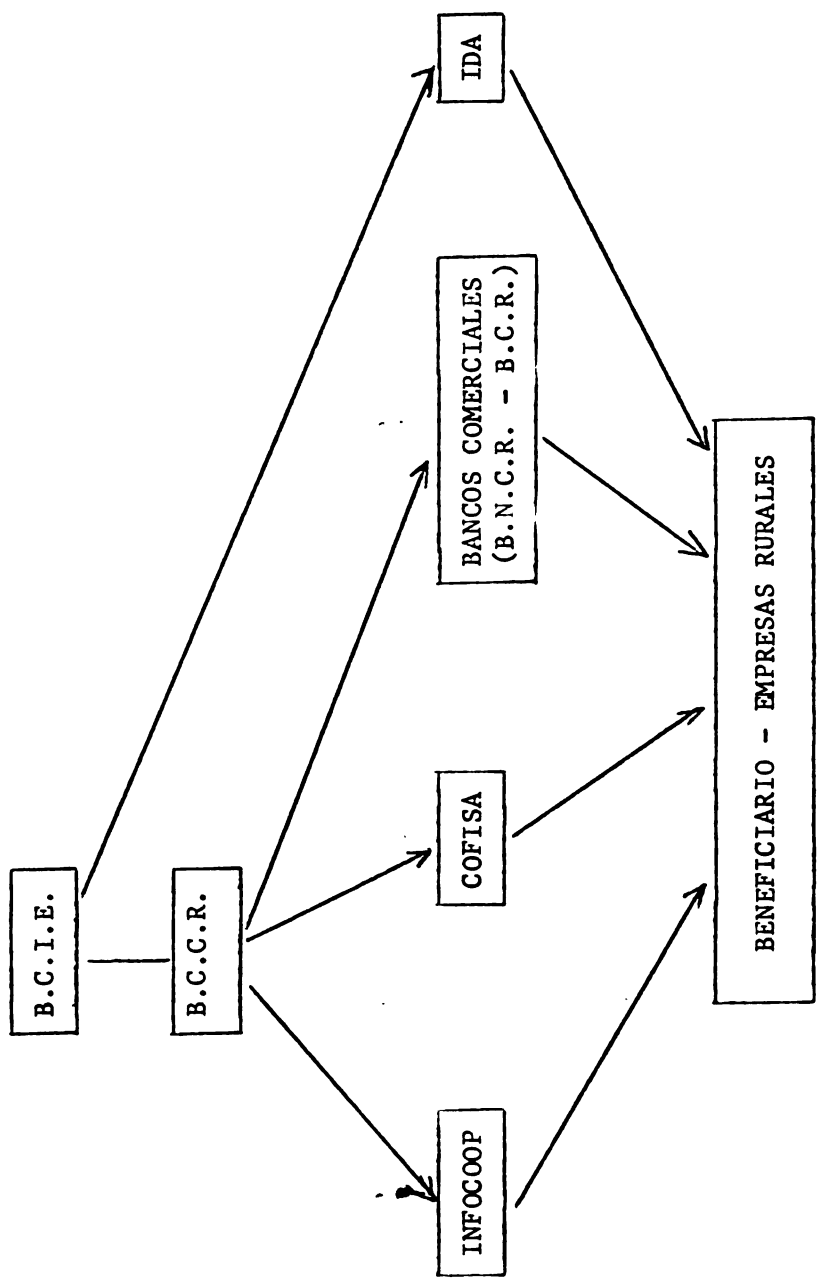 B.C.I.E.
B.C.C.R.
INFOCOOP
COFISA
BANCOS COMERCIALES
(B.N.C.R. - B.C.R.)
IDA
BENEFICIARIO - EMPRESAS RURALES